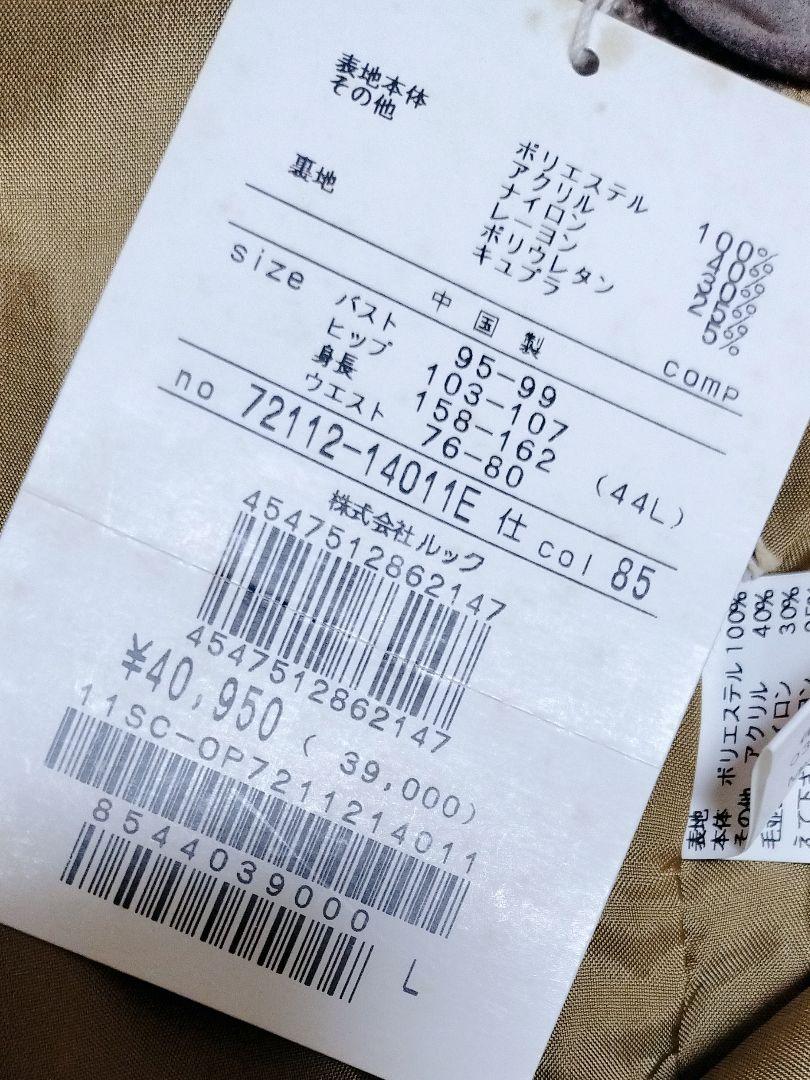 表地本体
その他
ポリエステル 100%
アクリル 40%
ナイロン 30%
レーヨン 25%
ポリウレタン 5%
裏地 キュプラ
中国製 comp
size バスト 95-99
ヒップ 103-107
身長 158-162
ウエスト 76-80 (44L)
no 72112-14011E 仕 col 85
株式会社ルック
4547512862147
4547512862147
¥40,950 ( 39,000)
11SC-OP7211214011
8544039000
L
表地
本体 ポリエステル 100%
その他 アクリル 40%
イロン 30%